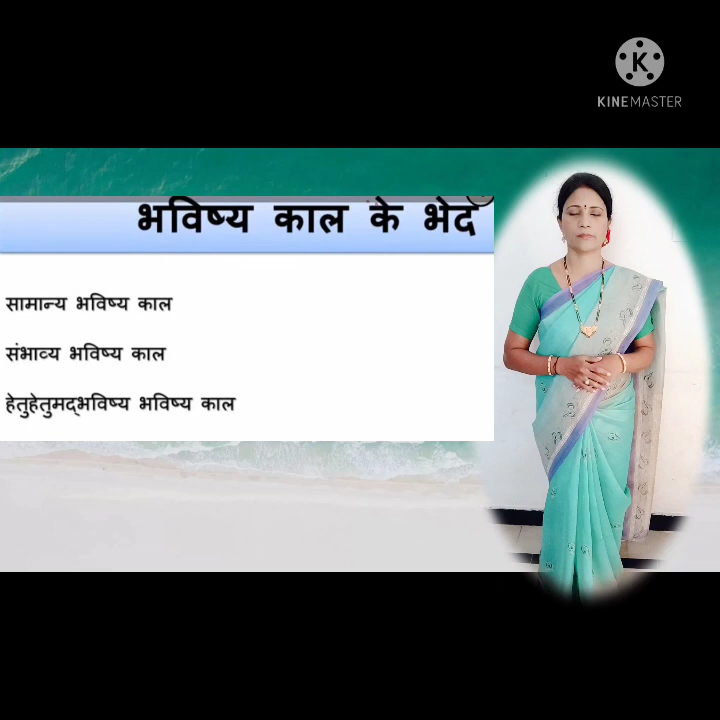 KINEMASTER
भविष्य काल के भेद
सामान्य भविष्य काल
संभाव्य भविष्य काल
हेतुहेतुमद्भविष्य भविष्य काल